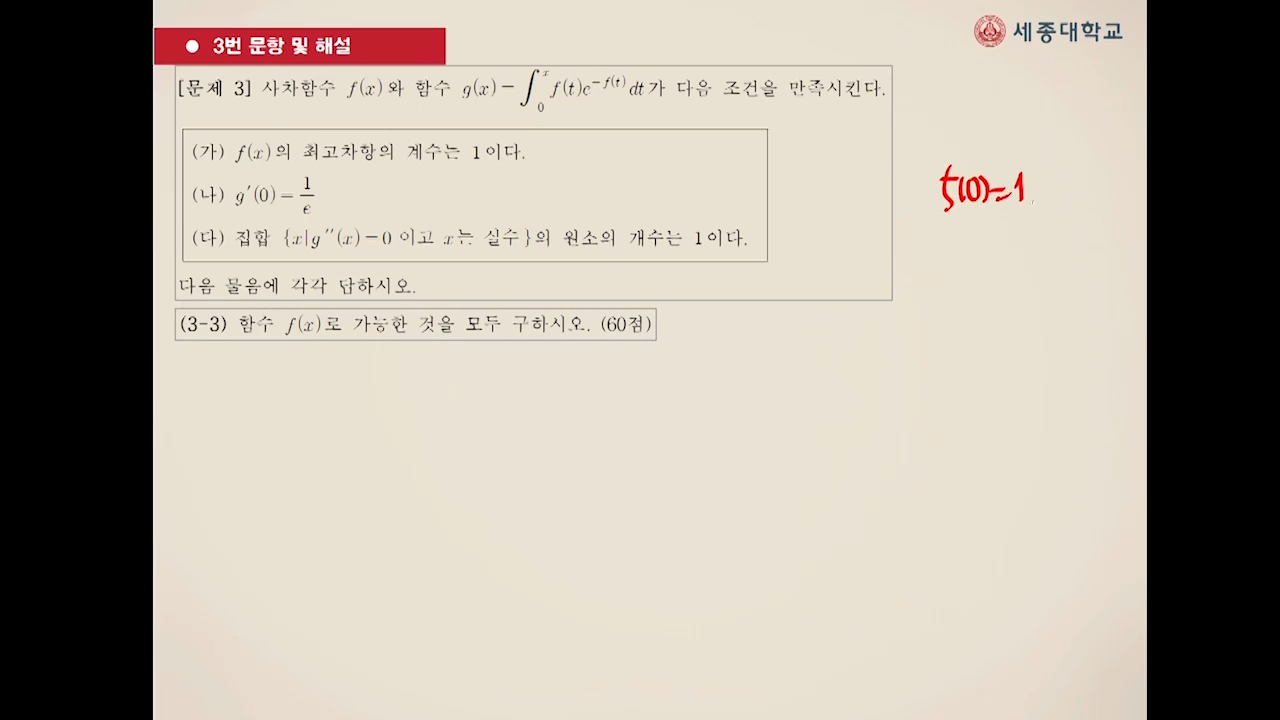 세종대학교
● 3번 문항 및 해설
[문제 3] 사차함수 f(x)와 함수 g(x)=∫₀ˣ f(t)e^{-f(t)}dt가 다음 조건을 만족시킨다.
(가) f(x)의 최고차항의 계수는 1이다.
(나) g′(0)=1/e
f(0)=1
(다) 집합 {x|g″(x)=0 이고 x는 실수}의 원소의 개수는 1이다.
다음 물음에 각각 답하시오.
(3-3) 함수 f(x)로 가능한 것을 모두 구하시오. (60점)